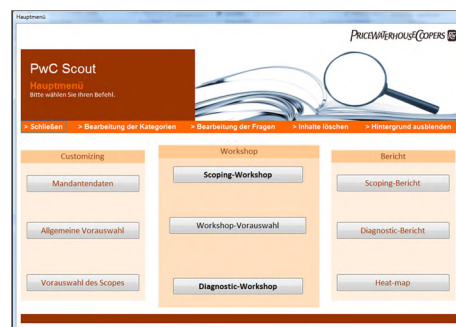 Hauptmenü
PRICEWATERHOUSECOOPERS
PwC Scout
Hauptmenü
Bitte wählen Sie Ihren Befehl.
> Schließen > Bearbeitung der Kategorien > Bearbeitung der Fragen > Inhalte löschen > Hintergrund ausblenden
Customizing
Mandantendaten
Allgemeine Vorauswahl
Vorauswahl des Scopes
Workshop
Scoping-Workshop
Workshop-Vorauswahl
Diagnostic-Workshop
Bericht
Scoping-Bericht
Diagnostic-Bericht
Heat-map